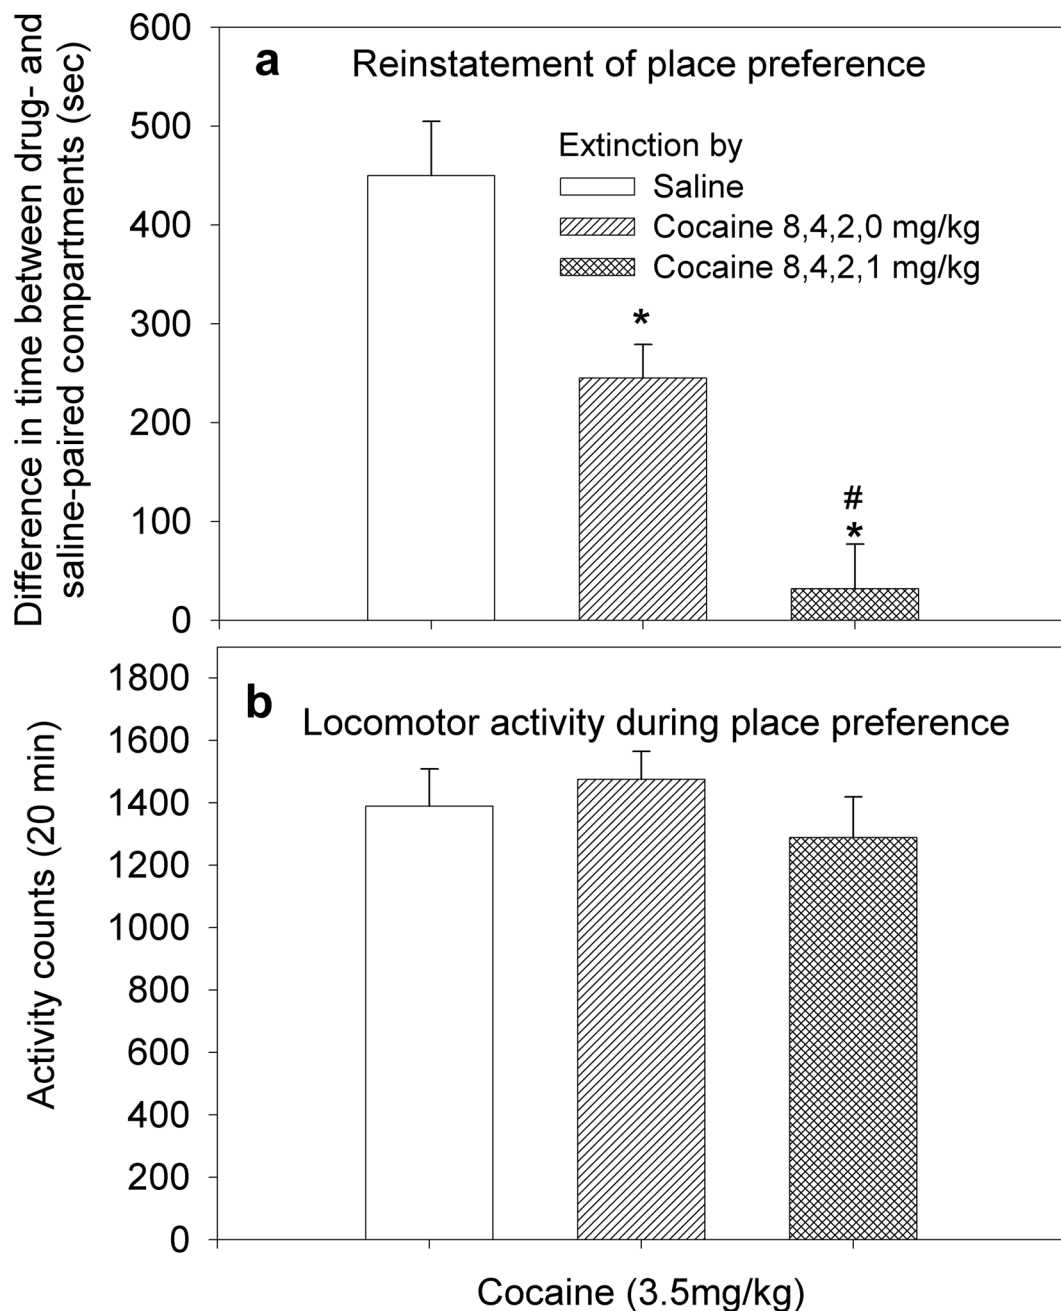 Difference in time between drug- and
saline-paired compartments (sec)
600
500
400
300
200
100
0
a
Reinstatement of place preference
Extinction by
Saline
Cocaine 8,4,2,0 mg/kg
Cocaine 8,4,2,1 mg/kg
*
#
*
Activity counts (20 min)
1800
1600
1400
1200
1000
800
600
400
200
0
b
Locomotor activity during place preference
Cocaine (3.5mg/kg)